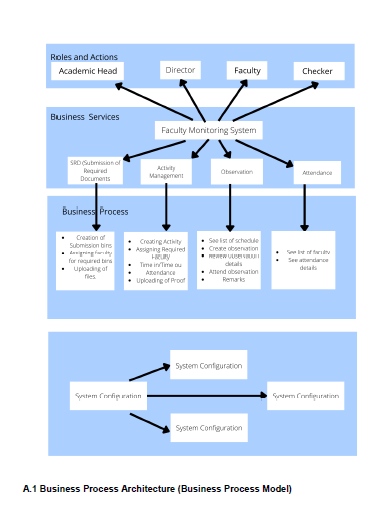 Roles and Actions
Academic Head
Director
Faculty
Checker
Business Services
Faculty Monitoring System
SRD (Submission of
Required
Documents
Activity
Management
Observation
Attendance
Business Process
Creation of
Submission bins
Assigning faculty
for required bins
Uploading of
files.
Creating Activity
Assigning Required
Faculty
Time in/Time ou
Attendance
Uploading of Proof
See list of schedule
Create observation
Review
details
Attend observation
Remarks
See list of faculty
See attendance
details
System Configuration
System Configuration
System Configuration
System Configuration
A.1 Business Process Architecture (Business Process Model)